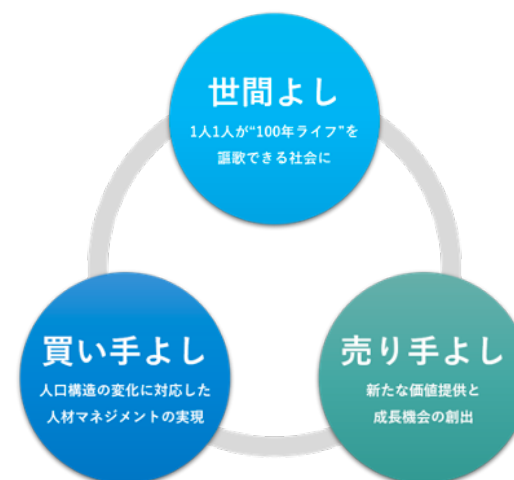 世間よし
1人1人が“100年ライフ”を
謳歌できる社会に
買い手よし
人口構造の変化に対応した
人材マネジメントの実現
売り手よし
新たな価値提供と
成長機会の創出